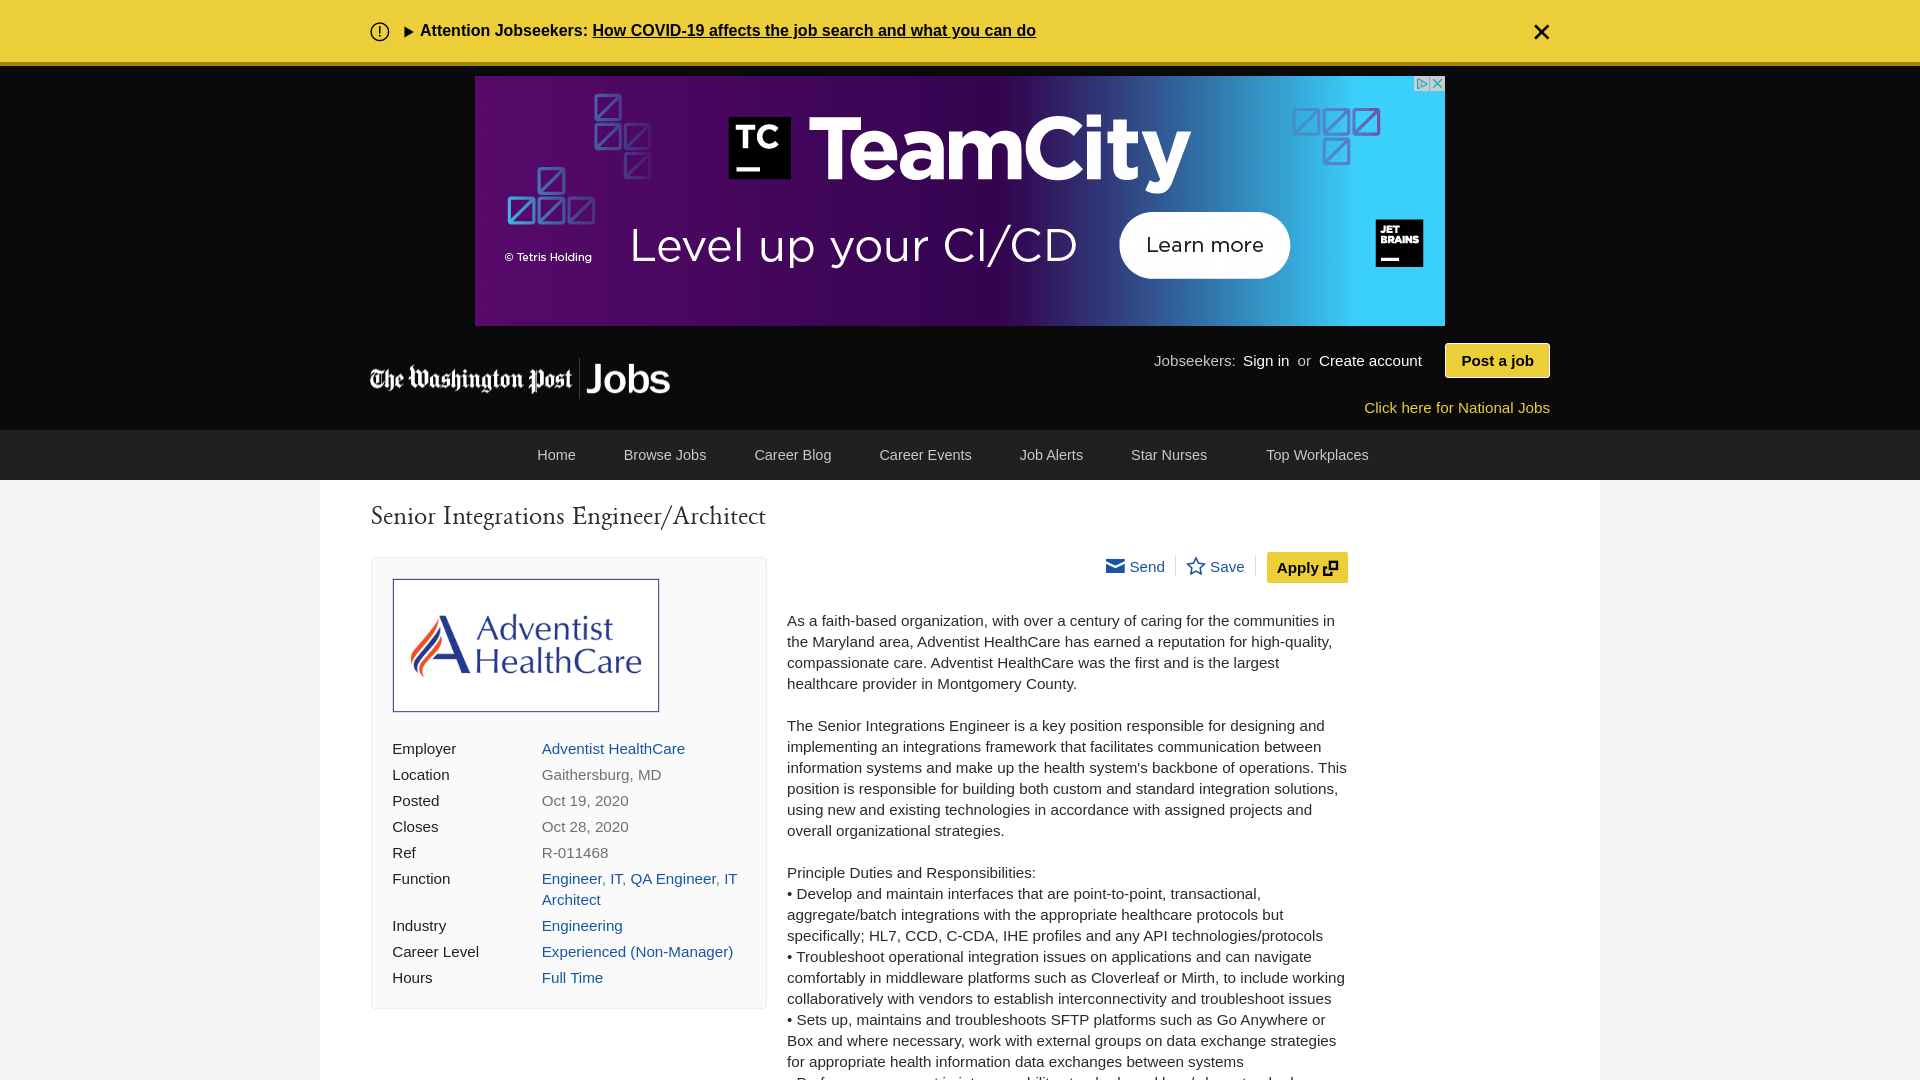 Attention Jobseekers: How COVID-19 affects the job search and what you can do
TC
TeamCity
Level up your CI/CD
Learn more
JET
BRAINS
© Tetris Holding
The Washington Post
Jobs
Jobseekers: Sign in or Create account
Post a job
Click here for National Jobs
Home
Browse Jobs
Career Blog
Career Events
Job Alerts
Star Nurses
Top Workplaces
Senior Integrations Engineer/Architect
Adventist
HealthCare
Employer Adventist HealthCare
Location Gaithersburg, MD
Posted Oct 19, 2020
Closes Oct 28, 2020
Ref R-011468
Function Engineer, IT, QA Engineer, IT
Architect
Industry Engineering
Career Level Experienced (Non-Manager)
Hours Full Time
Send
Save
Apply
As a faith-based organization, with over a century of caring for the communities in
the Maryland area, Adventist HealthCare has earned a reputation for high-quality,
compassionate care. Adventist HealthCare was the first and is the largest
healthcare provider in Montgomery County.
The Senior Integrations Engineer is a key position responsible for designing and
implementing an integrations framework that facilitates communication between
information systems and make up the health system's backbone of operations. This
position is responsible for building both custom and standard integration solutions,
using new and existing technologies in accordance with assigned projects and
overall organizational strategies.
Principle Duties and Responsibilities:
• Develop and maintain interfaces that are point-to-point, transactional,
aggregate/batch integrations with the appropriate healthcare protocols but
specifically; HL7, CCD, C-CDA, IHE profiles and any API technologies/protocols
• Troubleshoot operational integration issues on applications and can navigate
comfortably in middleware platforms such as Cloverleaf or Mirth, to include working
collaboratively with vendors to establish interconnectivity and troubleshoot issues
• Sets up, maintains and troubleshoots SFTP platforms such as Go Anywhere or
Box and where necessary, work with external groups on data exchange strategies
for appropriate health information data exchanges between systems